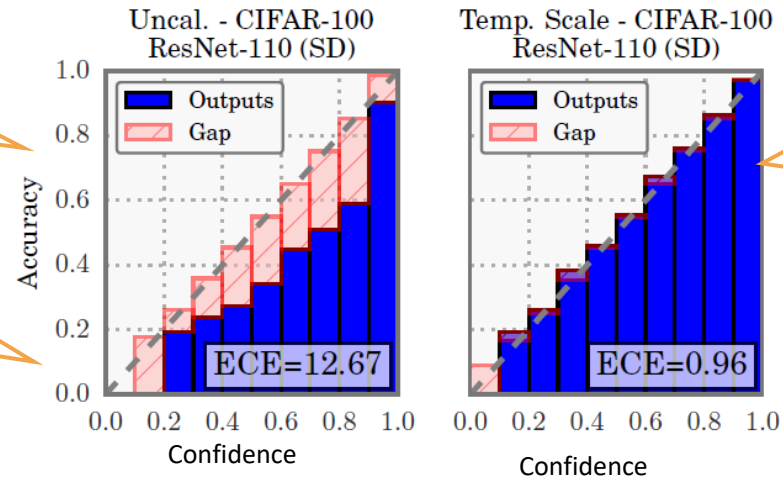 Uncal. - CIFAR-100
ResNet-110 (SD)
Accuracy
1.0
0.8
0.6
0.4
0.2
0.0
Outputs
Gap
ECE=12.67
0.0 0.2 0.4 0.6 0.8 1.0
Confidence
Temp. Scale - CIFAR-100
ResNet-110 (SD)
Outputs
Gap
ECE=0.96
0.0 0.2 0.4 0.6 0.8 1.0
Confidence